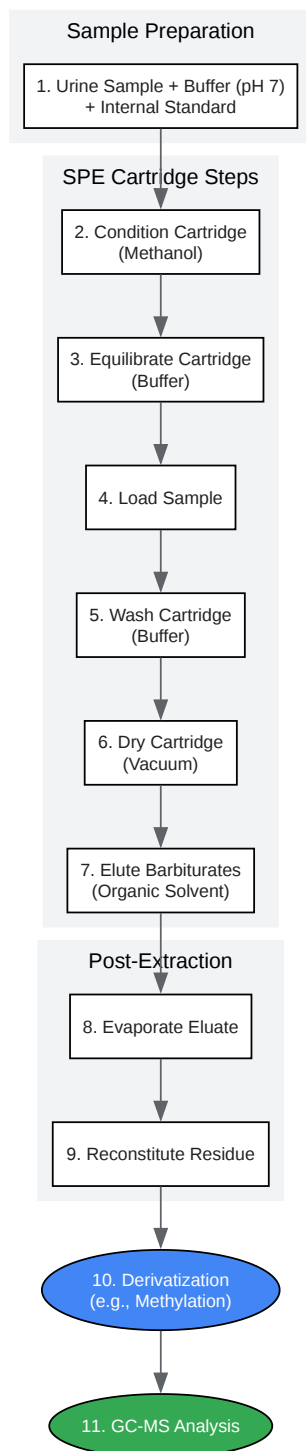 Sample Preparation
1. Urine Sample + Buffer (pH 7)
+ Internal Standard
SPE Cartridge Steps
2. Condition Cartridge
(Methanol)
3. Equilibrate Cartridge
(Buffer)
4. Load Sample
5. Wash Cartridge
(Buffer)
6. Dry Cartridge
(Vacuum)
7. Elute Barbiturates
(Organic Solvent)
Post-Extraction
8. Evaporate Eluate
9. Reconstitute Residue
10. Derivatization
(e.g., Methylation)
11. GC-MS Analysis